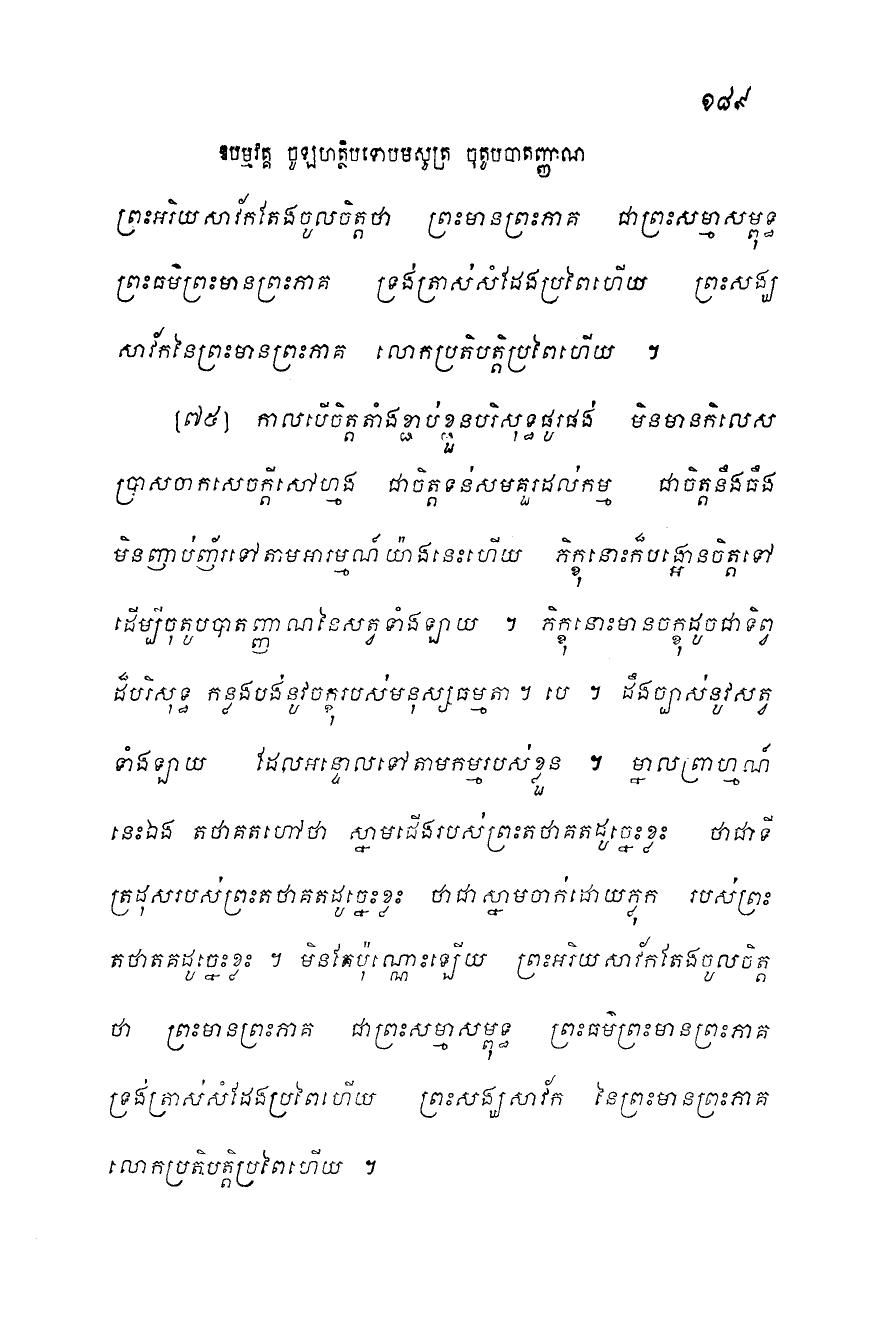 ១៨៩
ឱបម្មវគ្គ ចូឡហត្ថិបទោបមសូត្រ ចុតូបបាតញ្ញាណ
ព្រះអរិយសាវ័កតែងចូលចិត្តថា ព្រះមានព្រះភាគ ជាព្រះសម្មាសម្ពុទ្ធ
ព្រះធម៌ព្រះមានព្រះភាគ ទ្រង់ត្រាស់សំដែងប្រពៃហើយ ព្រះសង្ឃ
សាវ័កនៃព្រះមានព្រះភាគ លោកប្រតិបត្តិប្រពៃហើយ ។
[៧៥] កាលបើចិត្តតាំងខ្ជាប់ខ្ជួនបរិសុទ្ធផូរផង់ មិនមានកិលេស
ប្រាសចាកសេចក្តីសៅហ្មង ជាចិត្តទន់សមគួរដល់កម្ម ជាចិត្តនឹងធឹង
មិនញាប់ញ័រទៅតាមអារម្មណ៍យ៉ាងនេះហើយ ភិក្ខុនោះក៏បង្អោនចិត្តទៅ
ដើម្បីចុតូបបាតញ្ញាណនៃសត្វទាំងឡាយ ។ ភិក្ខុនោះមានចក្ខុដូចជាទិព្វ
ដ៏បរិសុទ្ធ កន្លងបង់នូវចក្ខុរបស់មនុស្សធម្មតា ។ បេ ។ ដឹងច្បាស់នូវសត្វ
ទាំងឡាយ ដែលអន្ទោលទៅតាមកម្មរបស់ខ្លួន ។ ម្នាលព្រាហ្មណ៍
នេះឯង តថាគតហៅថា ស្នាមជើងរបស់ព្រះតថាគតដូច្នេះខ្លះ ថាជាទី
ត្រដុសរបស់ព្រះតថាគតដូច្នេះខ្លះ ថាជាស្នាមចាក់ដោយភ្លុក របស់ព្រះ
តថាតគដូច្នេះខ្លះ ។ មិនតែប៉ុណ្ណោះឡើយ ព្រះអរិយសាវ័កតែងចូលចិត្ត
ថា ព្រះមានព្រះភាគ ជាព្រះសម្មាសម្ពុទ្ធ ព្រះធម៌ព្រះមានព្រះភាគ
ទ្រង់ត្រាស់សំដែងប្រពៃហើយ ព្រះសង្ឃសាវ័ក នៃព្រះមានព្រះភាគ
លោកប្រតិបត្តិប្រពៃហើយ ។